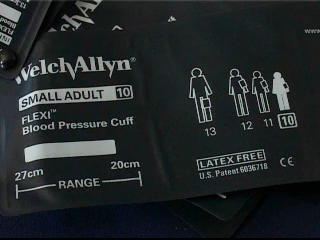 WelchAllyn®
SMALL ADULT 10
FLEXI™
Blood Pressure Cuff
27cm 20cm
RANGE
13 12 11 10
LATEX FREE
U.S. Patent 6036718 CE
www.